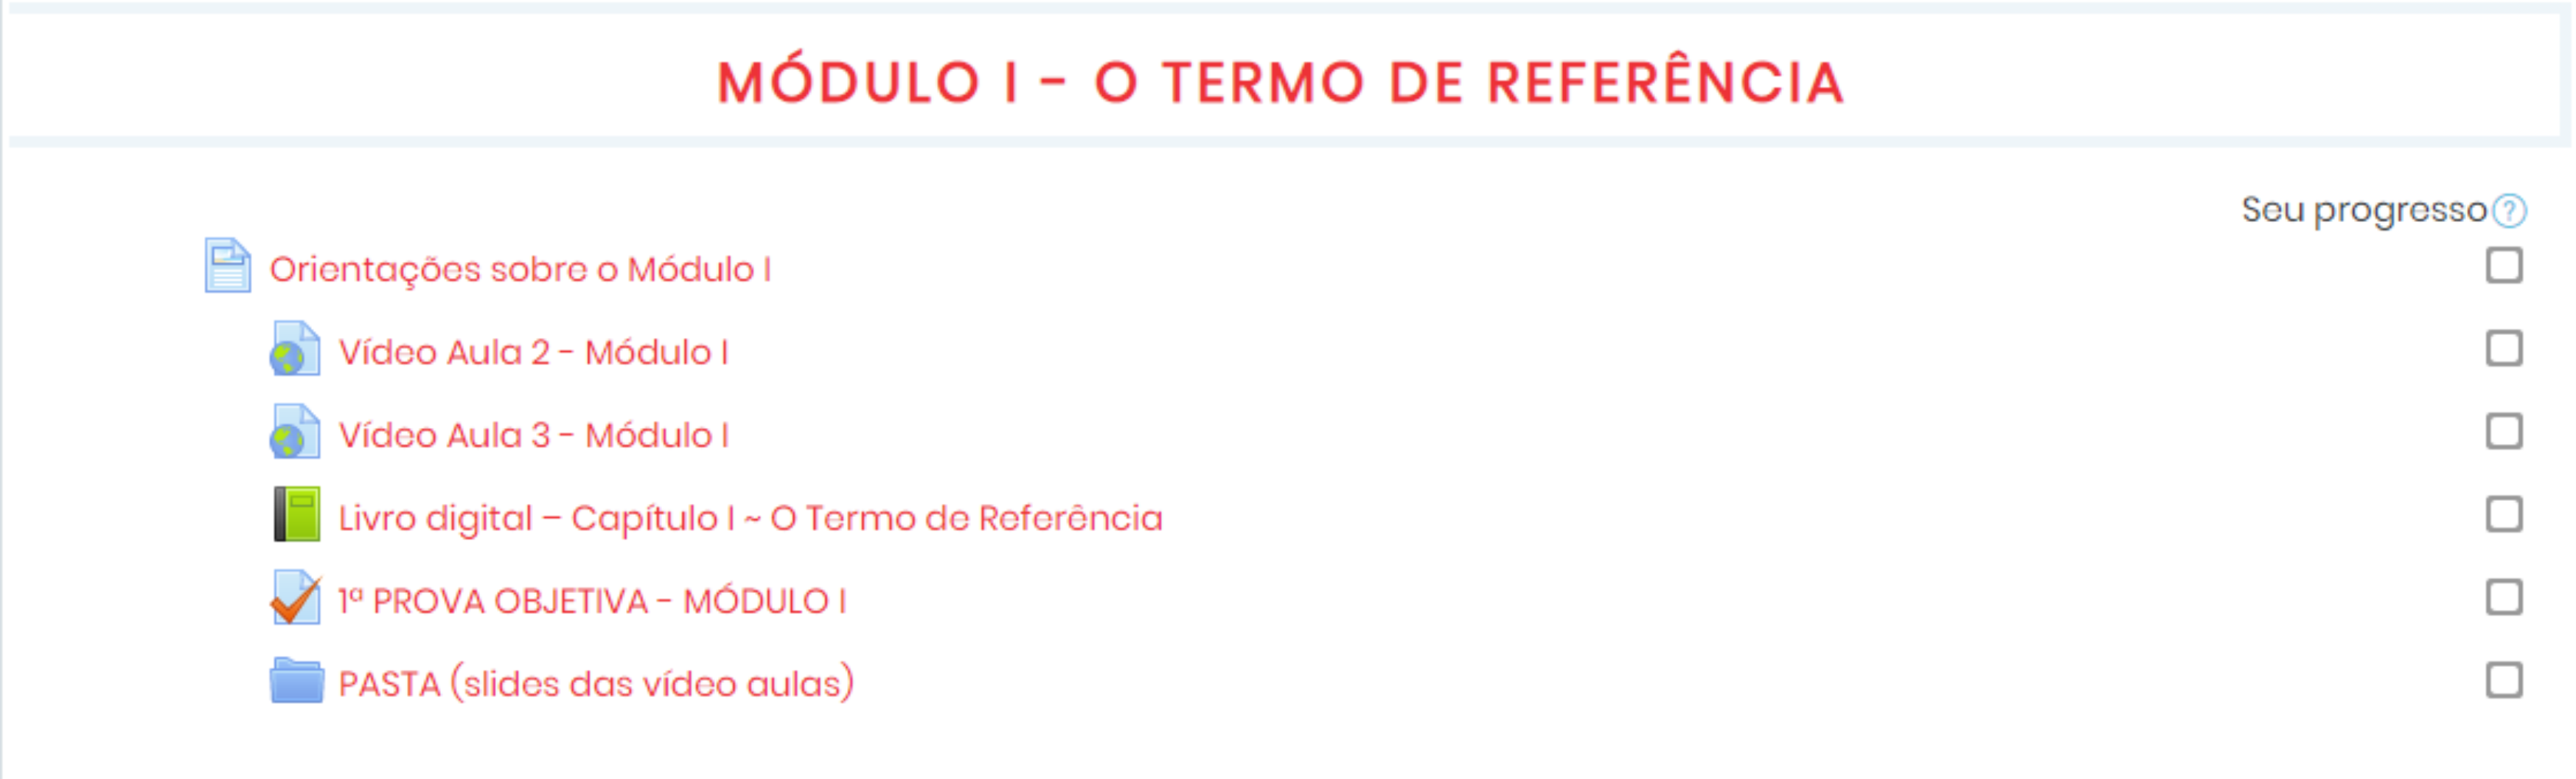 MÓDULO I - O TERMO DE REFERÊNCIA
Seu progresso ?
Orientações sobre o Módulo I
Vídeo Aula 2 - Módulo I
Vídeo Aula 3 - Módulo I
Livro digital – Capítulo I ~ O Termo de Referência
1ª PROVA OBJETIVA - MÓDULO I
PASTA (slides das vídeo aulas)